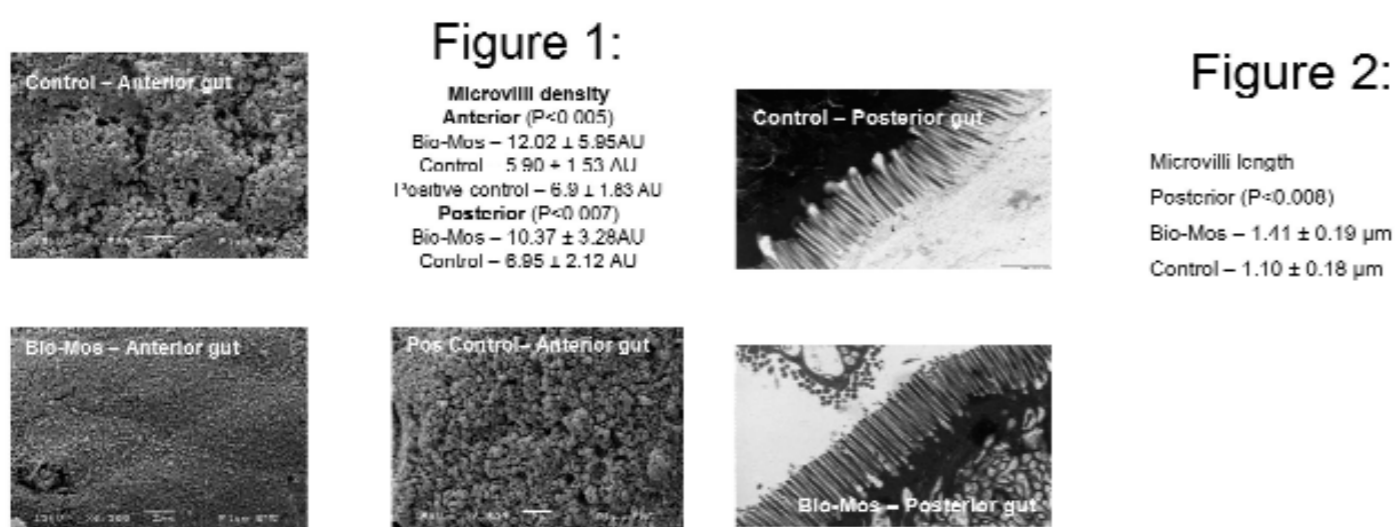 Figure 1:
Control – Anterior gut
Microvilli density
Anterior (P<0.005)
Bio-Mos – 12.02 ± 5.95AU
Control – 5.90 ± 1.53 AU
Positive control – 6.9 ± 1.83 AU
Posterior (P<0.007)
Bio-Mos – 10.37 ± 3.28AU
Control – 6.95 ± 2.12 AU
Bio-Mos – Anterior gut
Pos Control– Anterior gut
Figure 2:
Control – Posterior gut
Microvilli length
Posterior (P<0.008)
Bio-Mos – 1.41 ± 0.19 µm
Control – 1.10 ± 0.18 µm
Bio-Mos – Posterior gut